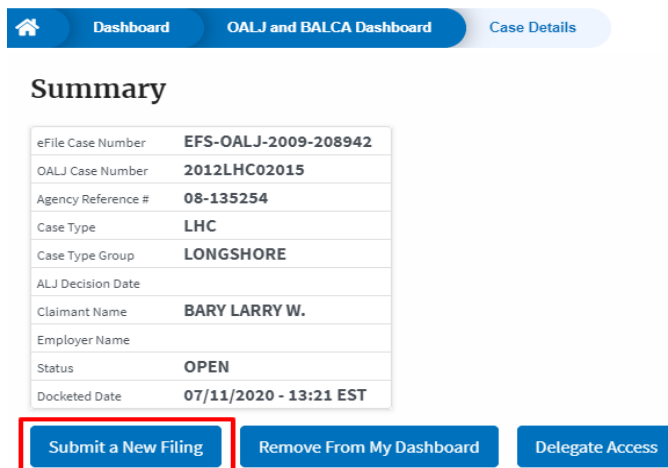 Dashboard OALJ and BALCA Dashboard Case Details
Summary
eFile Case Number EFS-OALJ-2009-208942
OALJ Case Number 2012LHC02015
Agency Reference # 08-135254
Case Type LHC
Case Type Group LONGSHORE
ALJ Decision Date
Claimant Name BARY LARRY W.
Employer Name
Status OPEN
Docketed Date 07/11/2020 - 13:21 EST
Submit a New Filing Remove From My Dashboard Delegate Access